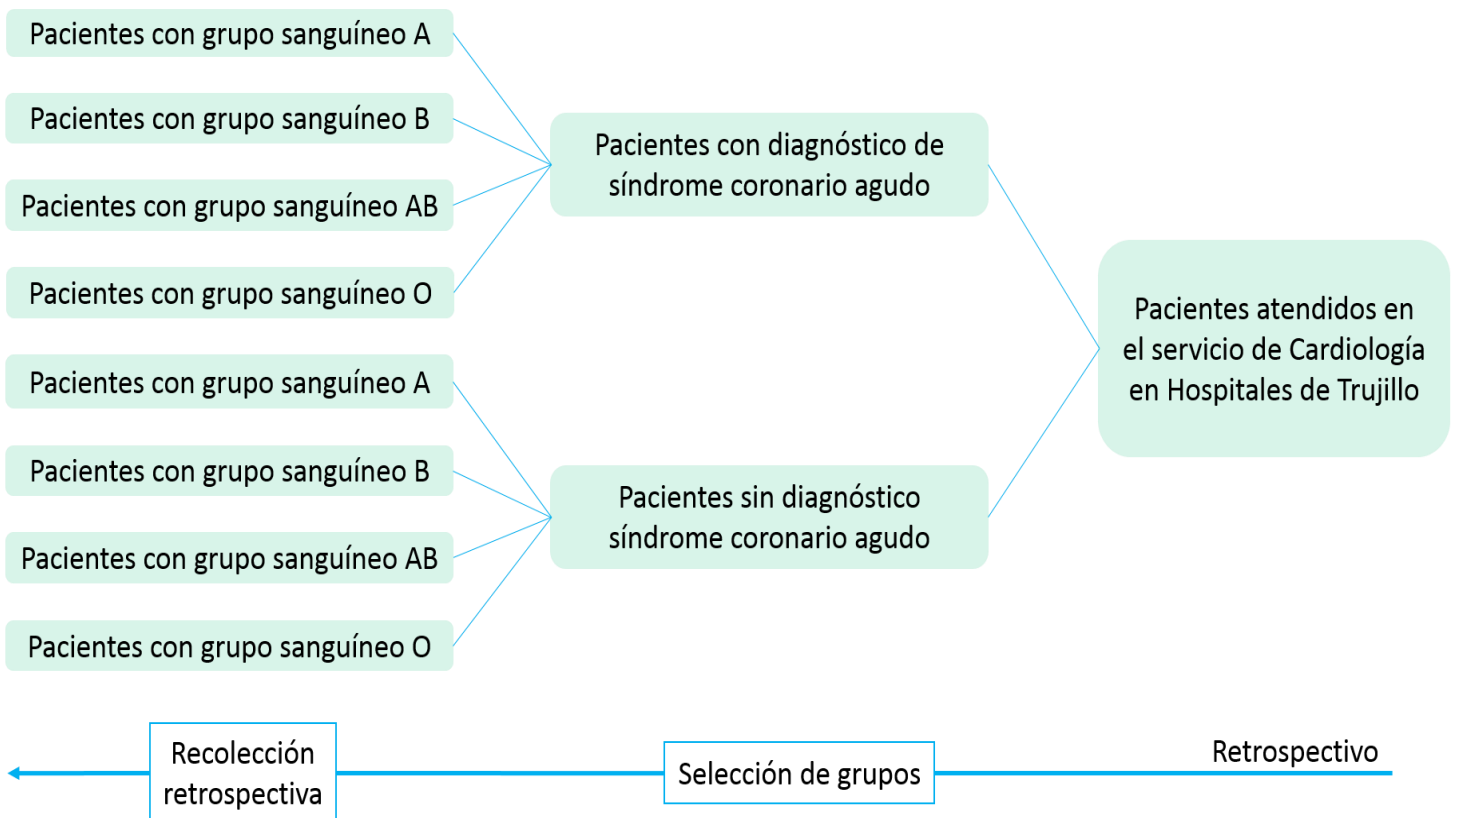 Pacientes con grupo sanguíneo A
Pacientes con grupo sanguíneo B
Pacientes con grupo sanguíneo AB
Pacientes con grupo sanguíneo O
Pacientes con grupo sanguíneo A
Pacientes con grupo sanguíneo B
Pacientes con grupo sanguíneo AB
Pacientes con grupo sanguíneo O
Pacientes con diagnóstico de
síndrome coronario agudo
Pacientes sin diagnóstico
síndrome coronario agudo
Pacientes atendidos en
el servicio de Cardiología
en Hospitales de Trujillo
Recolección
retrospectiva
Selección de grupos
Retrospectivo